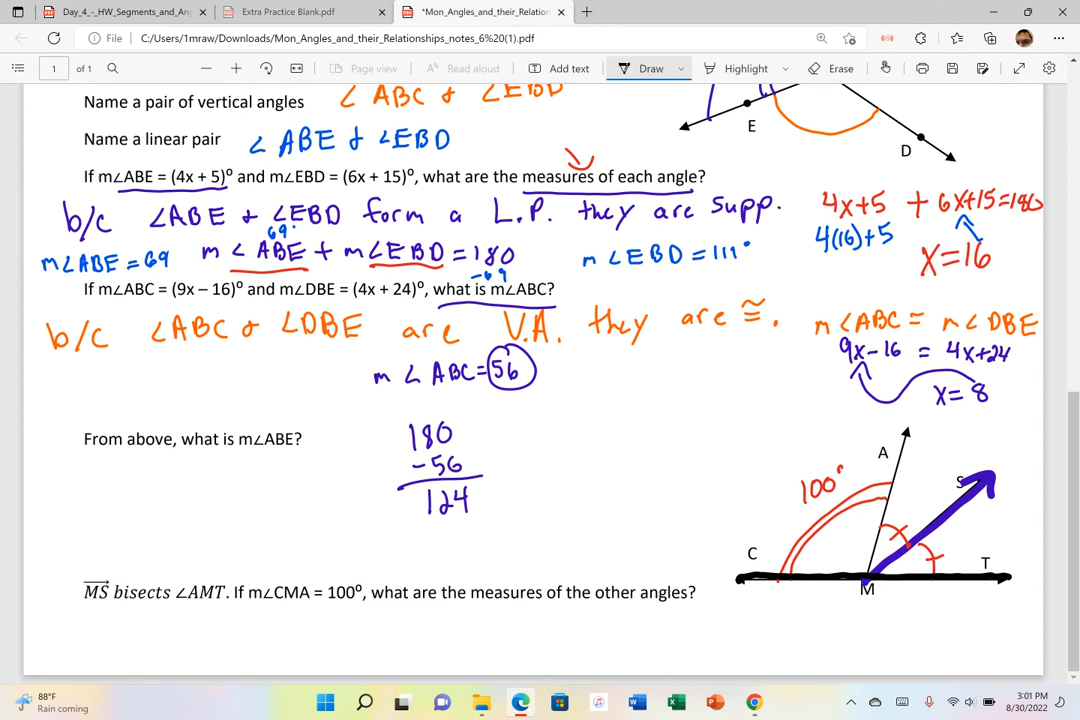 Day_4_-_HW_Segments_and_An
Extra Practice Blank.pdf
*Mon_Angles_and_their_Relation
File
C:/Users/1mraw/Downloads/Mon_Angles_and_their_Relationships_notes_6%20(1).pdf
1 of 1
Page view
Read aloud
Add text
Draw
Highlight
Erase
Name a pair of vertical angles ∠ABC & ∠EBD
E
Name a linear pair ∠ABE & ∠EBD
D
If m∠ABE = (4x + 5)º and m∠EBD = (6x + 15)º, what are the measures of each angle?
b/c ∠ABE & ∠EBD form a L.P. they are supp.
4x+5 + 6x+15=180
69°
4(16)+5
m∠ABE=69 m∠ABE + m∠EBD=180 m∠EBD=111°
x=16
-69
If m∠ABC = (9x – 16)º and m∠DBE = (4x + 24)º, what is m∠ABC?
b/c ∠ABC & ∠DBE are V.A. they are ≅.
m∠ABC = m∠DBE
9x-16 = 4x+24
m∠ABC=56
x=8
From above, what is m∠ABE?
180
-56
124
A
100°
S
C
T
M
MS bisects ∠AMT. If m∠CMA = 100º, what are the measures of the other angles?
88°F
Rain coming
3:01 PM
8/30/2022